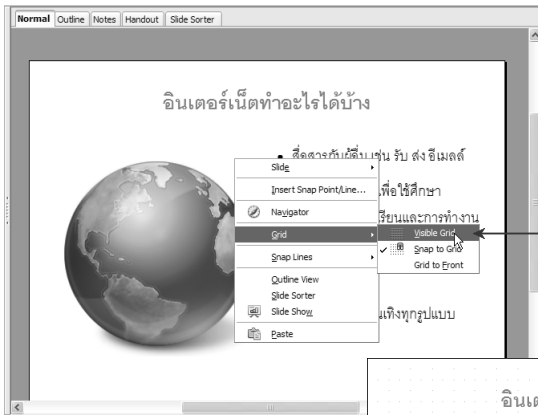 Normal Outline Notes Handout Slide Sorter
อินเตอร์เน็ตทำอะไรได้บ้าง
สื่อสารกับผู้อื่น เช่น รับ ส่ง อีเมลล์
Slide
Insert Snap Point/Line...
เพื่อใช้ศึกษา
Navigator
เรียนและการทำงาน
Grid
Visible Grid
Snap to Grid
Snap Lines
Grid to Front
Outline View
Slide Sorter
Slide Show
นเทิงทุกรูปแบบ
Paste
อินเต